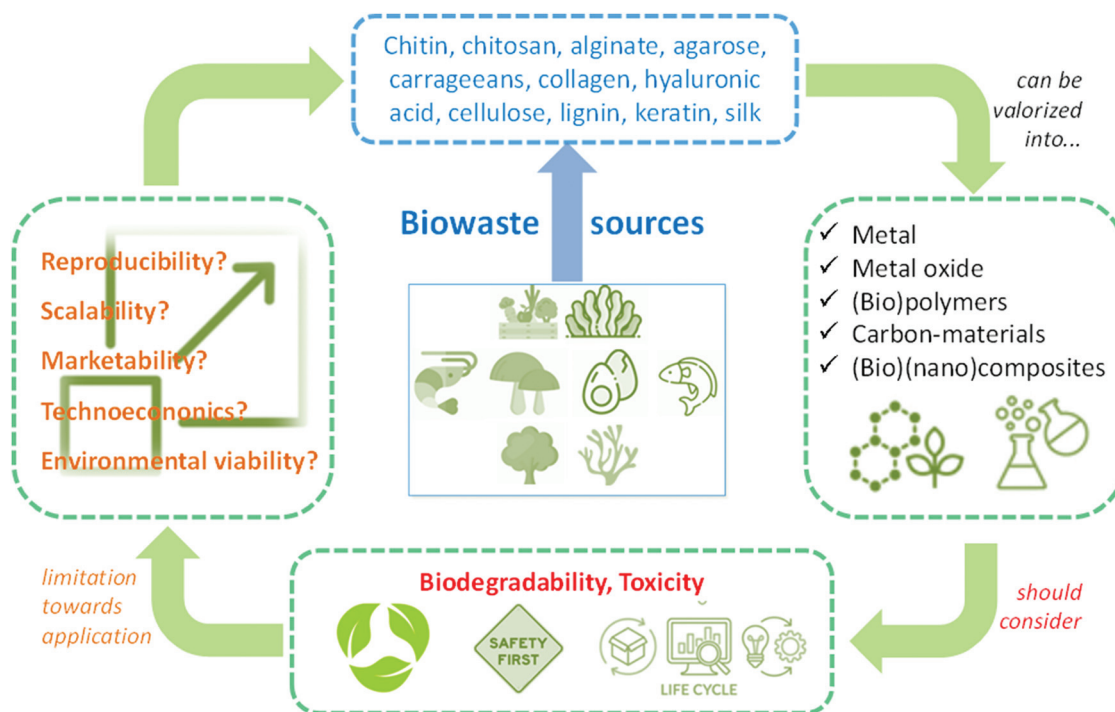 Chitin, chitosan, alginate, agarose,
carrageeans, collagen, hyaluronic
acid, cellulose, lignin, keratin, silk
can be
valorized
into...
Biowaste sources
Reproducibility?
Scalability?
Marketability?
Technoecononics?
Environmental viability?
✓ Metal
✓ Metal oxide
✓ (Bio)polymers
✓ Carbon-materials
✓ (Bio)(nano)composites
limitation
towards
application
Biodegradability, Toxicity
SAFETY
FIRST
LIFE CYCLE
should
consider